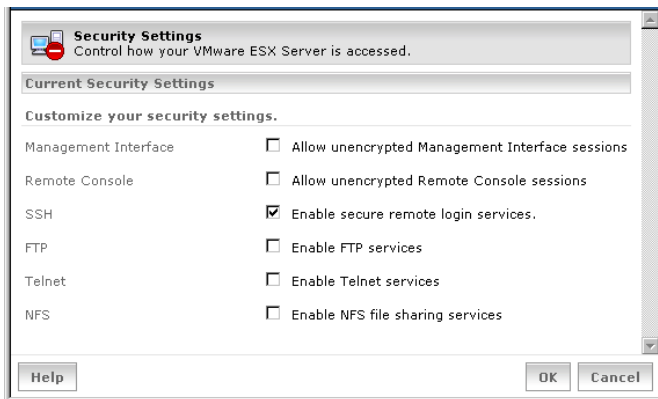 Security Settings
Control how your VMware ESX Server is accessed.
Current Security Settings
Customize your security settings.
Management Interface Allow unencrypted Management Interface sessions
Remote Console Allow unencrypted Remote Console sessions
SSH Enable secure remote login services.
FTP Enable FTP services
Telnet Enable Telnet services
NFS Enable NFS file sharing services
Help OK Cancel